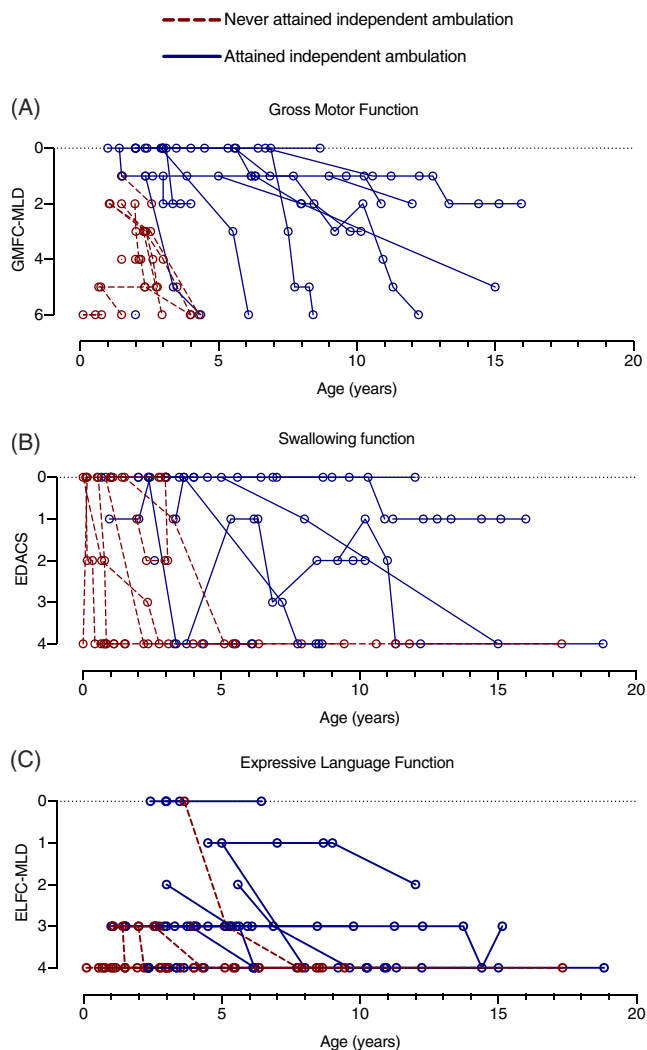 Never attained independent ambulation
Attained independent ambulation
(A)
Gross Motor Function
0
1
2
4
5
6
GMFC-MLD
0
5
10
15
20
Age (years)
(B)
Swallowing function
0
1
2
3
4
EDACS
0
5
10
15
20
Age (years)
(C)
Expressive Language Function
0
1
2
3
4
ELFC-MLD
0
5
10
15
20
Age (years)